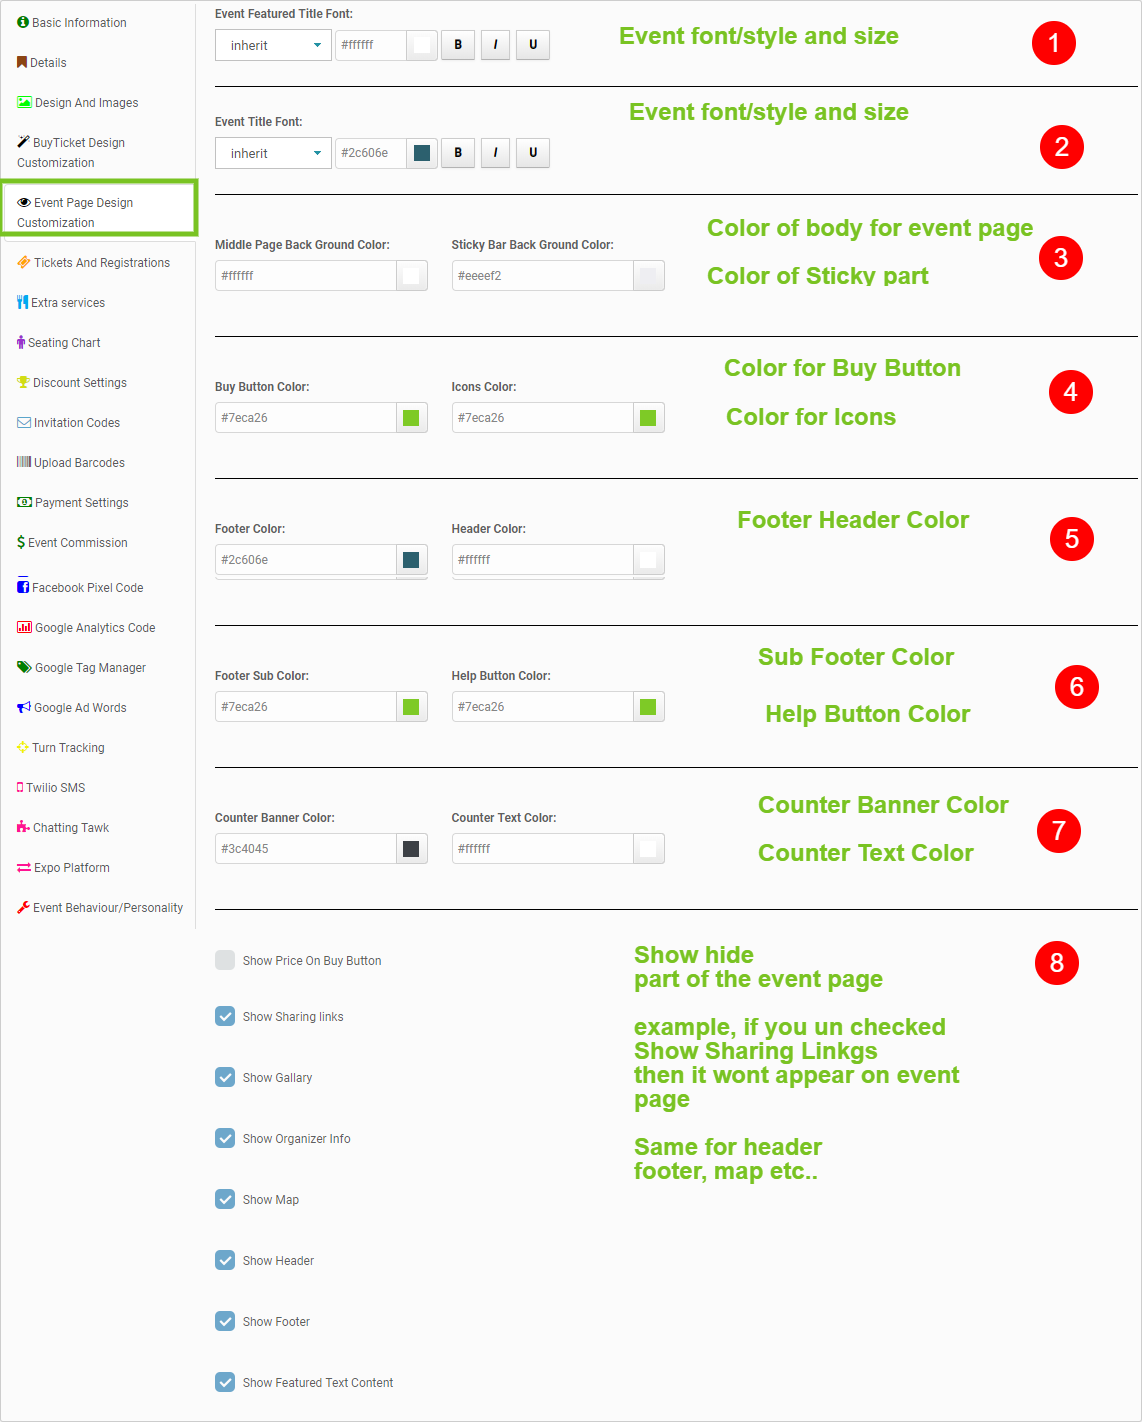 Basic Information
Details
Design And Images
BuyTicket Design
Customization
Event Page Design
Customization
Tickets And Registrations
Extra services
Seating Chart
Discount Settings
Invitation Codes
Upload Barcodes
Payment Settings
Event Commission
Facebook Pixel Code
Google Analytics Code
Google Tag Manager
Google Ad Words
Turn Tracking
Twilio SMS
Chatting Tawk
Expo Platform
Event Behaviour/Personality
Event Featured Title Font:
inherit #ffffff B I U
Event font/style and size
1
Event Title Font:
inherit #2c606e B I U
Event font/style and size
2
Middle Page Back Ground Color: Sticky Bar Back Ground Color:
#ffffff #eeeef2
Color of body for event page
Color of Sticky part
3
Buy Button Color: Icons Color:
#7eca26 #7eca26
Color for Buy Button
Color for Icons
4
Footer Color: Header Color:
#2c606e #ffffff
Footer Header Color
5
Footer Sub Color: Help Button Color:
#7eca26 #7eca26
Sub Footer Color
Help Button Color
6
Counter Banner Color: Counter Text Color:
#3c4045 #ffffff
Counter Banner Color
Counter Text Color
7
Show Price On Buy Button
Show Sharing links
Show Gallary
Show Organizer Info
Show Map
Show Header
Show Footer
Show Featured Text Content
Show hide
part of the event page
example, if you un checked
Show Sharing Linkgs
then it wont appear on event
page
Same for header
footer, map etc..
8